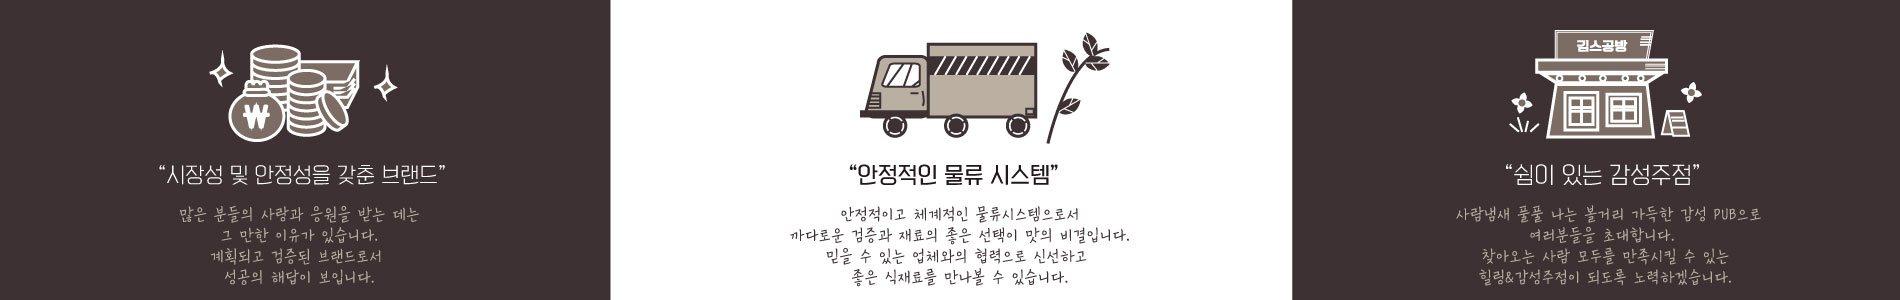 ₩
“시장성 및 안정성을 갖춘 브랜드”
많은 분들의 사랑과 응원을 받는 데는
그 만한 이유가 있습니다.
계획되고 검증된 브랜드로서
성공의 해답이 보입니다.
“안정적인 물류 시스템”
안정적이고 체계적인 물류시스템으로서
까다로운 검증과 재료의 좋은 선택이 맛의 비결입니다.
믿을 수 있는 업체와의 협력으로 신선하고
좋은 식재료를 만나볼 수 있습니다.
김스공방
“쉼이 있는 감성주점”
사람냄새 풀풀 나는 볼거리 가득한 감성 PUB으로
여러분들을 초대합니다.
찾아오는 사람 모두를 만족시킬 수 있는
힐링&감성주점이 되도록 노력하겠습니다.